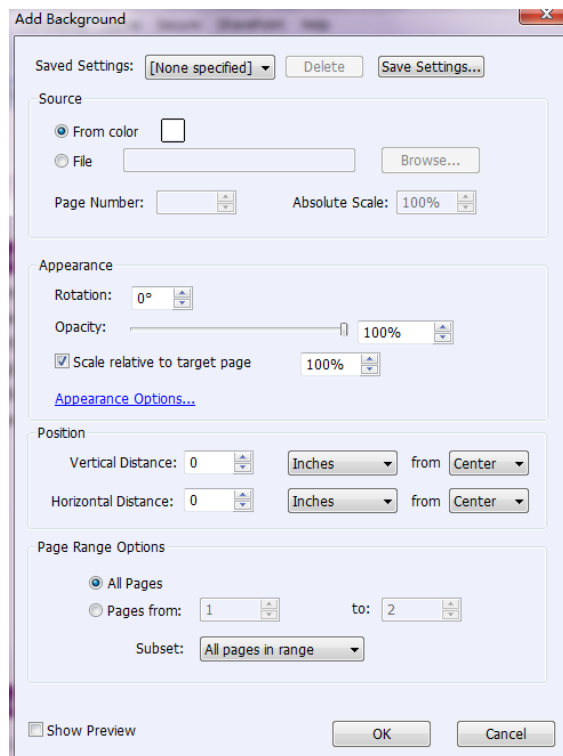 Add Background
Secure SharePoint Help
Saved Settings: [None specified] Delete Save Settings...
Source
From color
File Browse...
Page Number: Absolute Scale: 100%
Appearance
Rotation: 0°
Opacity: 100%
Scale relative to target page 100%
Appearance Options...
Position
Vertical Distance: 0 Inches from Center
Horizontal Distance: 0 Inches from Center
Page Range Options
All Pages
Pages from: 1 to: 2
Subset: All pages in range
Show Preview OK Cancel